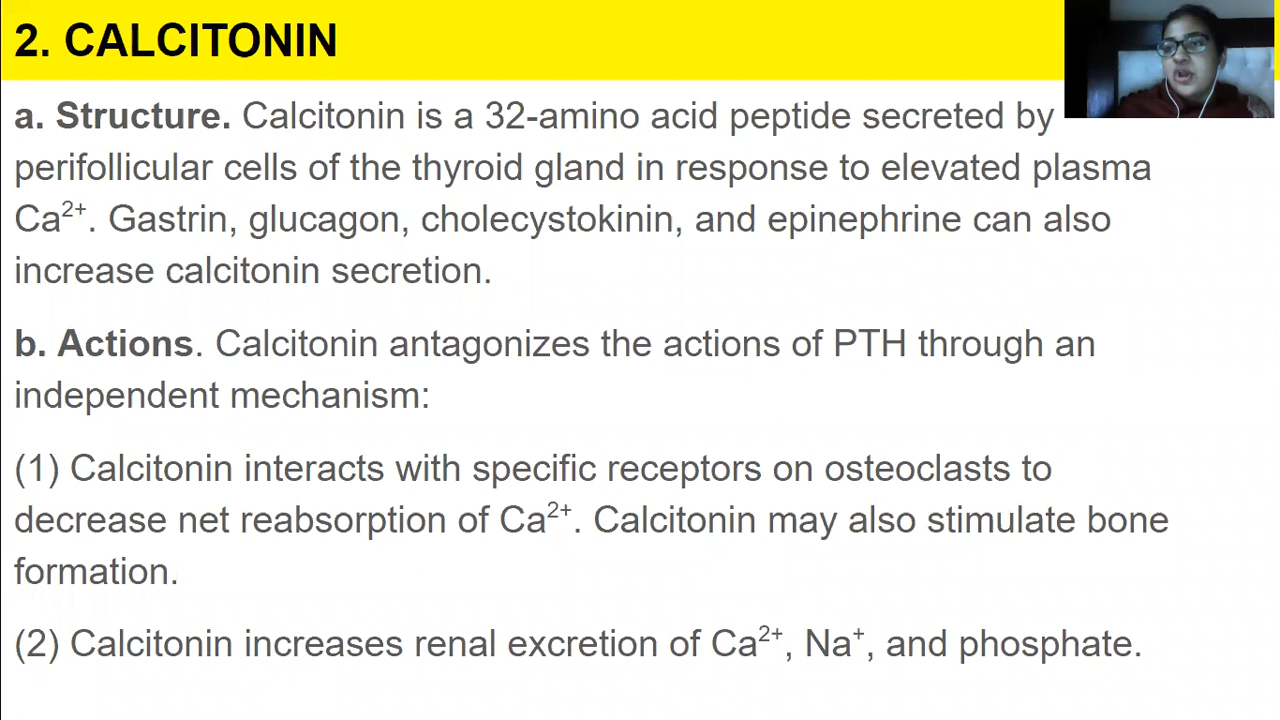 2. CALCITONIN
a. Structure. Calcitonin is a 32-amino acid peptide secreted by
perifollicular cells of the thyroid gland in response to elevated plasma
Ca²⁺. Gastrin, glucagon, cholecystokinin, and epinephrine can also
increase calcitonin secretion.
b. Actions. Calcitonin antagonizes the actions of PTH through an
independent mechanism:
(1) Calcitonin interacts with specific receptors on osteoclasts to
decrease net reabsorption of Ca²⁺. Calcitonin may also stimulate bone
formation.
(2) Calcitonin increases renal excretion of Ca²⁺, Na⁺, and phosphate.